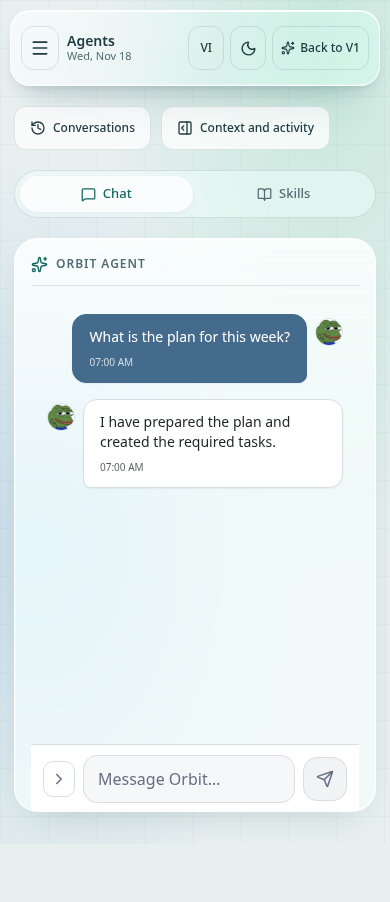 Agents
Wed, Nov 18
VI
Back to V1
Conversations
Context and activity
Chat
Skills
ORBIT AGENT
What is the plan for this week?
07:00 AM
I have prepared the plan and
created the required tasks.
07:00 AM
Message Orbit...